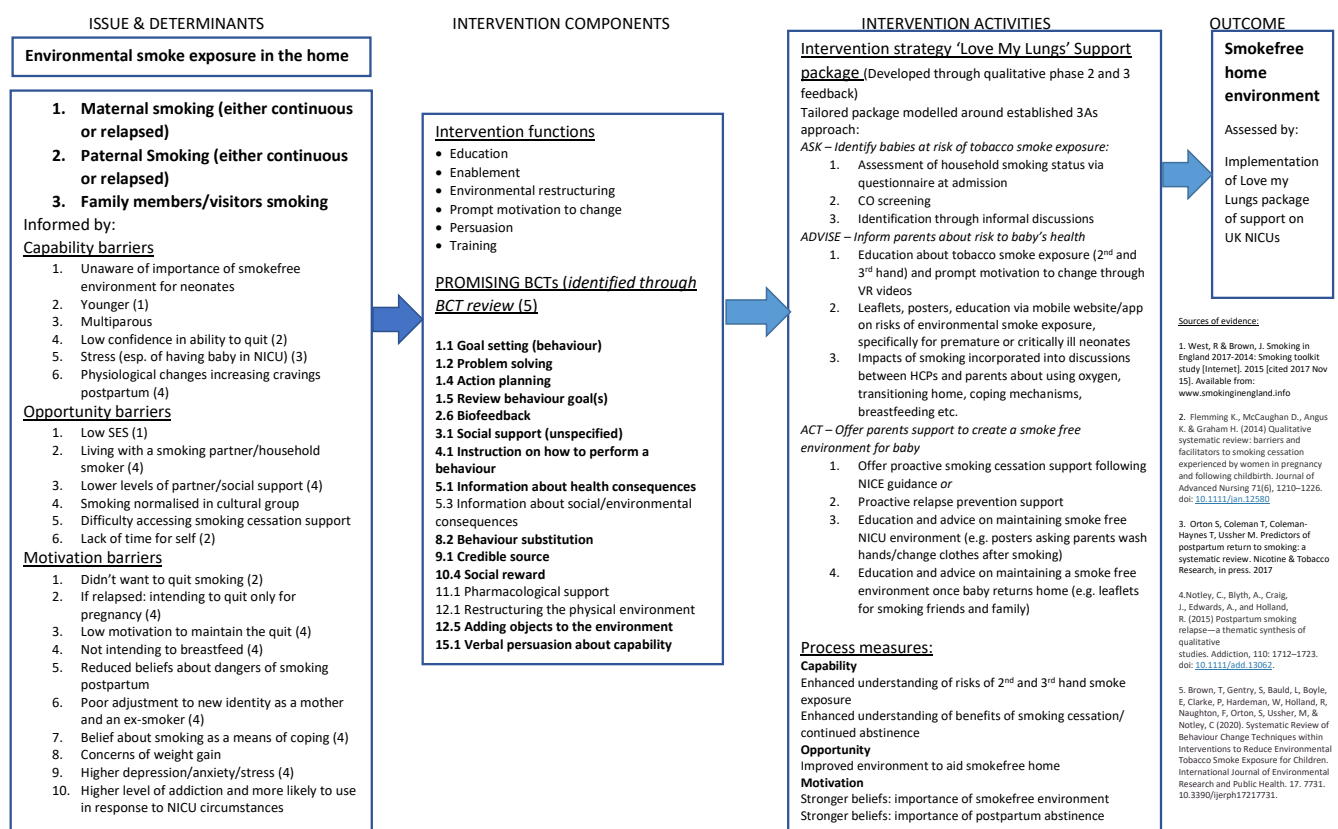 ISSUE & DETERMINANTS
Environmental smoke exposure in the home
1. Maternal smoking (either continuous
or relapsed)
2. Paternal Smoking (either continuous
or relapsed)
3. Family members/visitors smoking
Informed by:
Capability barriers
1. Unaware of importance of smokefree
environment for neonates
2. Younger (1)
3. Multiparous
4. Low confidence in ability to quit (2)
5. Stress (esp. of having baby in NICU) (3)
6. Physiological changes increasing cravings
postpartum (4)
Opportunity barriers
1. Low SES (1)
2. Living with a smoking partner/household
smoker (4)
3. Lower levels of partner/social support (4)
4. Smoking normalised in cultural group
5. Difficulty accessing smoking cessation support
6. Lack of time for self (2)
Motivation barriers
1. Didn't want to quit smoking (2)
2. If relapsed: intending to quit only for
pregnancy (4)
3. Low motivation to maintain the quit (4)
4. Not intending to breastfeed (4)
5. Reduced beliefs about dangers of smoking
postpartum
6. Poor adjustment to new identity as a mother
and an ex-smoker (4)
7. Belief about smoking as a means of coping (4)
8. Concerns of weight gain
9. Higher depression/anxiety/stress (4)
10. Higher level of addiction and more likely to use
in response to NICU circumstances
INTERVENTION COMPONENTS
Intervention functions
• Education
• Enablement
• Environmental restructuring
• Prompt motivation to change
• Persuasion
• Training
PROMISING BCTs (identified through
BCT review (5)
1.1 Goal setting (behaviour)
1.2 Problem solving
1.4 Action planning
1.5 Review behaviour goal(s)
2.6 Biofeedback
3.1 Social support (unspecified)
4.1 Instruction on how to perform a
behaviour
5.1 Information about health consequences
5.3 Information about social/environmental
consequences
8.2 Behaviour substitution
9.1 Credible source
10.4 Social reward
11.1 Pharmacological support
12.1 Restructuring the physical environment
12.5 Adding objects to the environment
15.1 Verbal persuasion about capability
INTERVENTION ACTIVITIES
Intervention strategy 'Love My Lungs' Support
package (Developed through qualitative phase 2 and 3
feedback)
Tailored package modelled around established 3As
approach:
ASK – Identify babies at risk of tobacco smoke exposure:
1. Assessment of household smoking status via
questionnaire at admission
2. CO screening
3. Identification through informal discussions
ADVISE – Inform parents about risk to baby's health
1. Education about tobacco smoke exposure (2nd and
3rd hand) and prompt motivation to change through
VR videos
2. Leaflets, posters, education via mobile website/app
on risks of environmental smoke exposure,
specifically for premature or critically ill neonates
3. Impacts of smoking incorporated into discussions
between HCPs and parents about using oxygen,
transitioning home, coping mechanisms,
breastfeeding etc.
ACT – Offer parents support to create a smoke free
environment for baby
1. Offer proactive smoking cessation support following
NICE guidance or
2. Proactive relapse prevention support
3. Education and advice on maintaining smoke free
NICU environment (e.g. posters asking parents wash
hands/change clothes after smoking)
4. Education and advice on maintaining a smoke free
environment once baby returns home (e.g. leaflets
for smoking friends and family)
Process measures:
Capability
Enhanced understanding of risks of 2nd and 3rd hand smoke
exposure
Enhanced understanding of benefits of smoking cessation/
continued abstinence
Opportunity
Improved environment to aid smokefree home
Motivation
Stronger beliefs: importance of smokefree environment
Stronger beliefs: importance of postpartum abstinence
OUTCOME
Smokefree
home
environment
Assessed by:
Implementation
of Love my
Lungs package
of support on
UK NICUs
Sources of evidence:
1. West, R & Brown, J. Smoking in
England 2017-2014: Smoking toolkit
study [Internet]. 2015 [cited 2017 Nov
15]. Available from:
www.smokinginengland.info
2. Flemming K., McCaughan D., Angus
K. & Graham H. (2014) Qualitative
systematic review: barriers and
facilitators to smoking cessation
experienced by women in pregnancy
and following childbirth. Journal of
Advanced Nursing 71(6), 1210–1226.
doi: 10.1111/jan.12580
3. Orton S, Coleman T, Coleman-
Haynes T, Ussher M. Predictors of
postpartum return to smoking: a
systematic review. Nicotine & Tobacco
Research, in press. 2017
4.Notley, C., Blyth, A., Craig,
J., Edwards, A., and Holland,
R. (2015) Postpartum smoking
relapse—a thematic synthesis of
qualitative
studies. Addiction, 110: 1712–1723.
doi: 10.1111/add.13062.
5. Brown, T, Gentry, S, Bauld, L, Boyle,
E, Clarke, P, Hardeman, W, Holland, R,
Naughton, F, Orton, S, Ussher, M, &
Notley, C (2020). Systematic Review of
Behaviour Change Techniques within
Interventions to Reduce Environmental
Tobacco Smoke Exposure for Children.
International Journal of Environmental
Research and Public Health. 17. 7731.
10.3390/ijerph17217731.